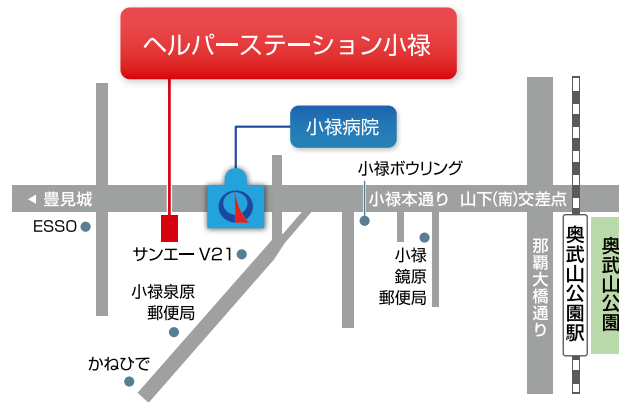 ヘルパーステーション小禄
小禄病院
小禄ボウリング
◀ 豊見城
小禄本通り 山下(南)交差点
ESSO
サンエー V21
小禄
鏡原
郵便局
小禄泉原
郵便局
かねひで
那覇大橋通り
奥武山公園駅
奥武山公園